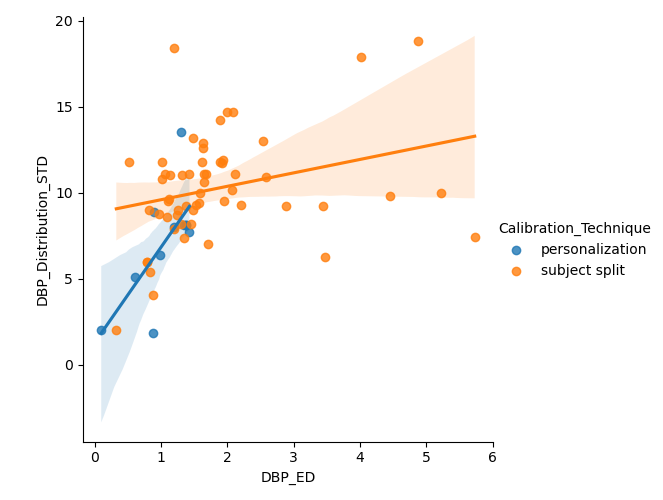 20
15
10
5
0
DBP_Distribution_STD
0 1 2 3 4 5 6
DBP_ED
Calibration_Technique
personalization
subject split